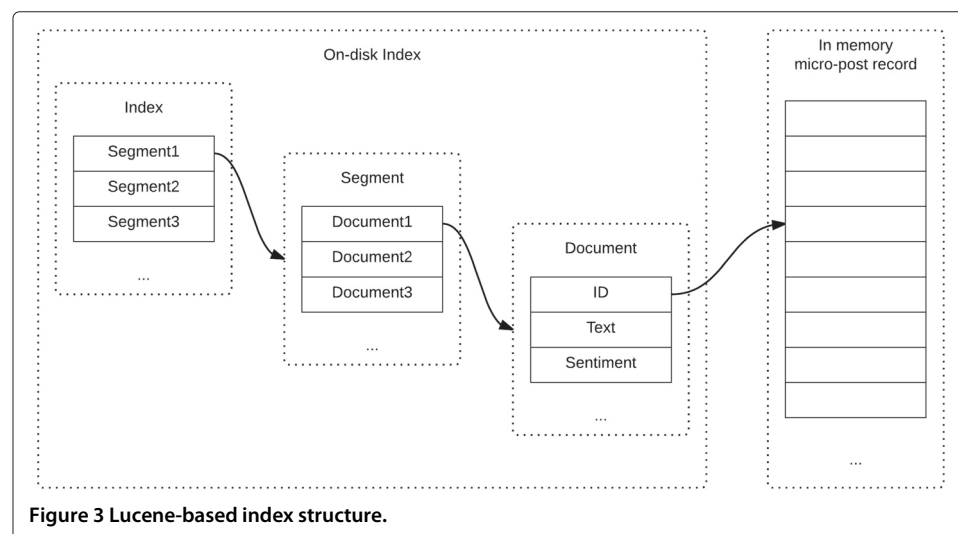 On-disk Index
Index
Segment1
Segment2
Segment3
...
Segment
Document1
Document2
Document3
...
Document
ID
Text
Sentiment
...
In memory
micro-post record
...
Figure 3 Lucene-based index structure.